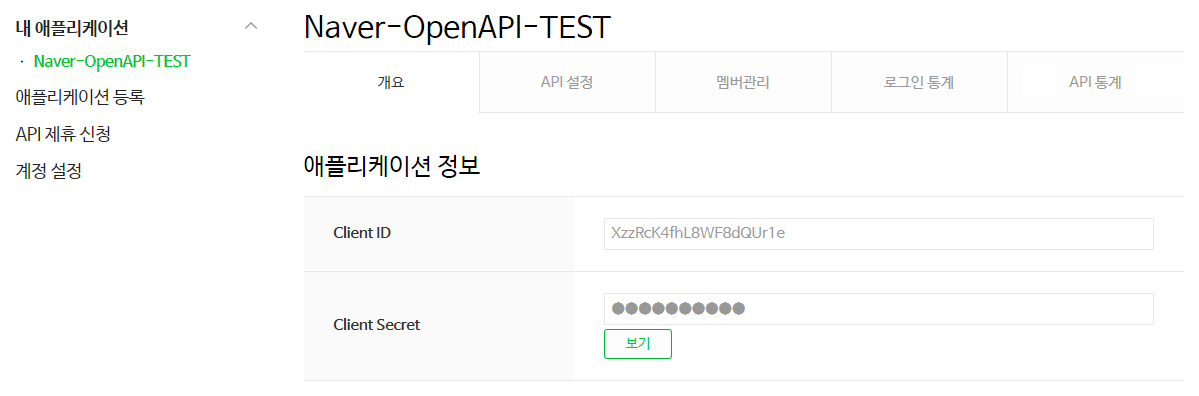 내 애플리케이션
· Naver-OpenAPI-TEST
애플리케이션 등록
API 제휴 신청
계정 설정
Naver-OpenAPI-TEST
개요 API 설정 멤버관리 로그인 통계 API 통계
애플리케이션 정보
Client ID XzzRcK4fhL8WF8dQUr1e
Client Secret ●●●●●●●●●●
보기